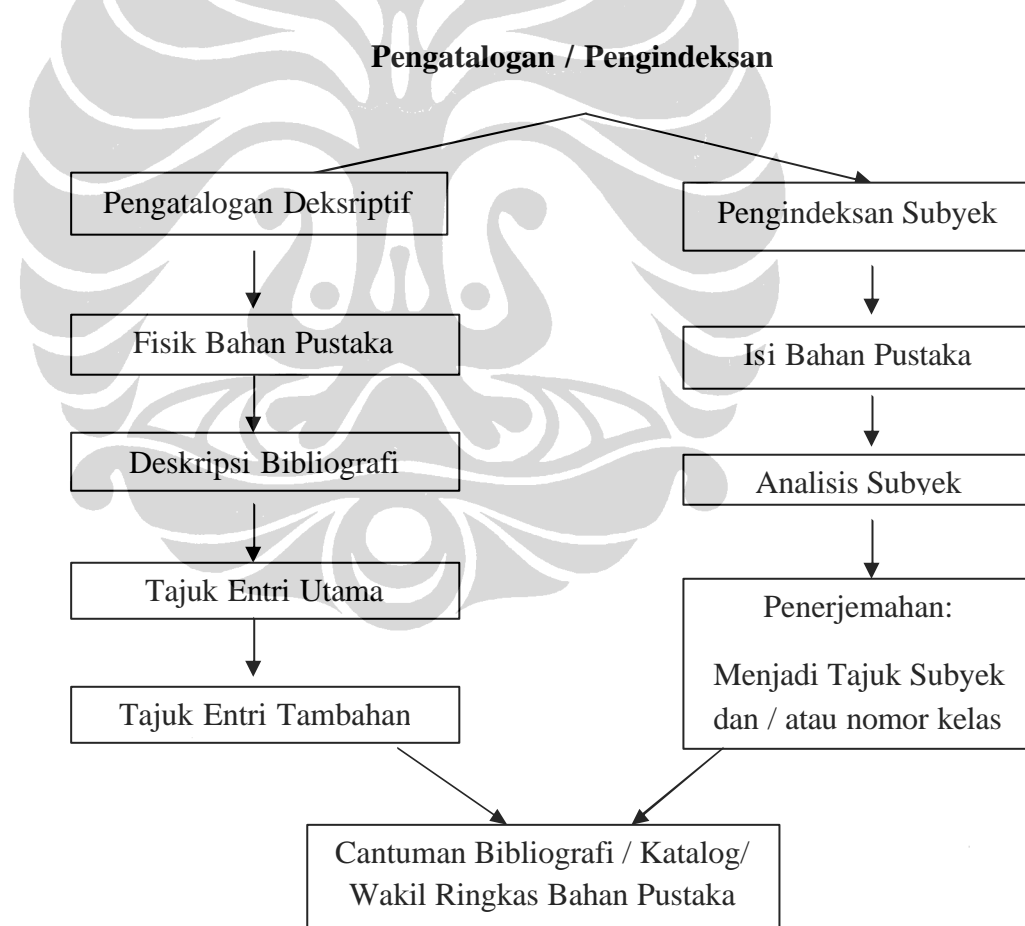 Pengatalogan / Pengindeksan
Pengatalogan Deksriptif
Fisik Bahan Pustaka
Deskripsi Bibliografi
Tajuk Entri Utama
Tajuk Entri Tambahan
Pengindeksan Subyek
Isi Bahan Pustaka
Analisis Subyek
Penerjemahan:
Menjadi Tajuk Subyek
dan / atau nomor kelas
Cantuman Bibliografi / Katalog/
Wakil Ringkas Bahan Pustaka